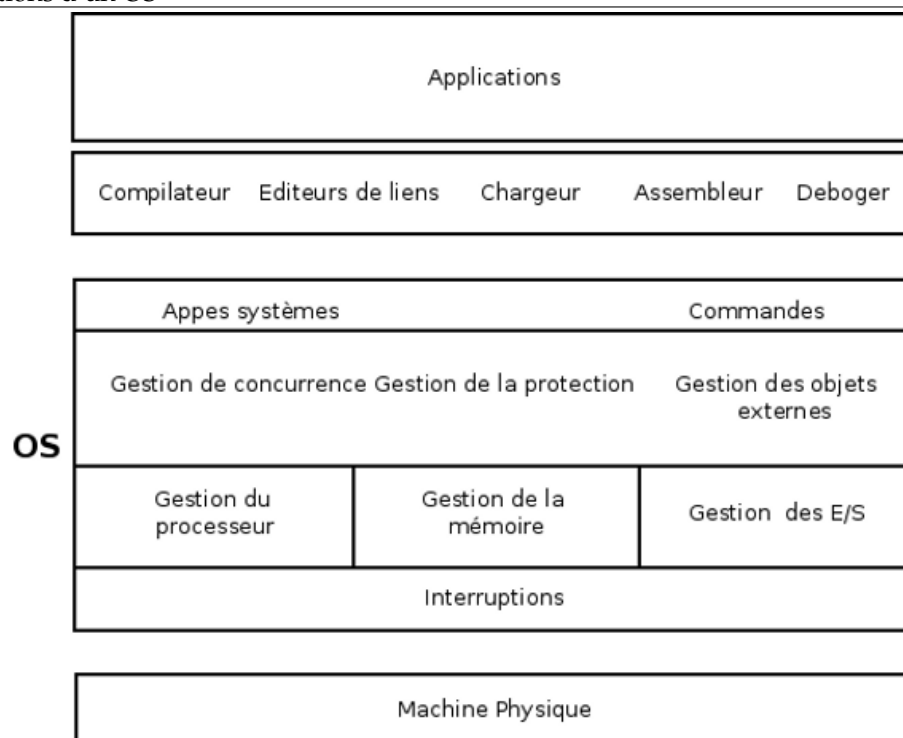 Applications
Compilateur Editeurs de liens Chargeur Assembleur Deboger
Appes systèmes Commandes
Gestion de concurrence Gestion de la protection Gestion des objets
externes
OS
Gestion du
processeur
Gestion de la
mémoire
Gestion des E/S
Interruptions
Machine Physique